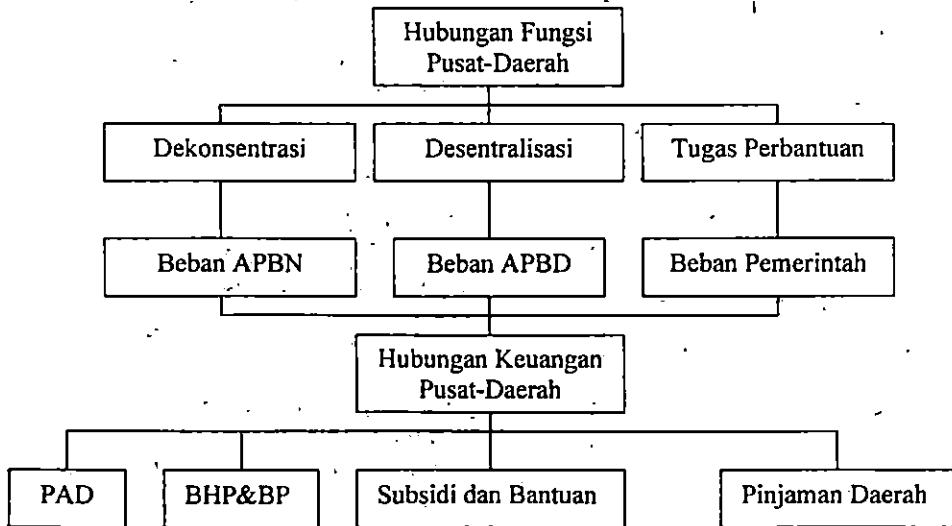 Hubungan Fungsi
Pusat-Daerah
Dekonsentrasi
Desentralisasi
Tugas Perbantuan
Beban APBN
Beban APBD
Beban Pemerintah
Hubungan Keuangan
Pusat-Daerah
PAD
BHP&BP
Subsidi dan Bantuan
Pinjaman Daerah